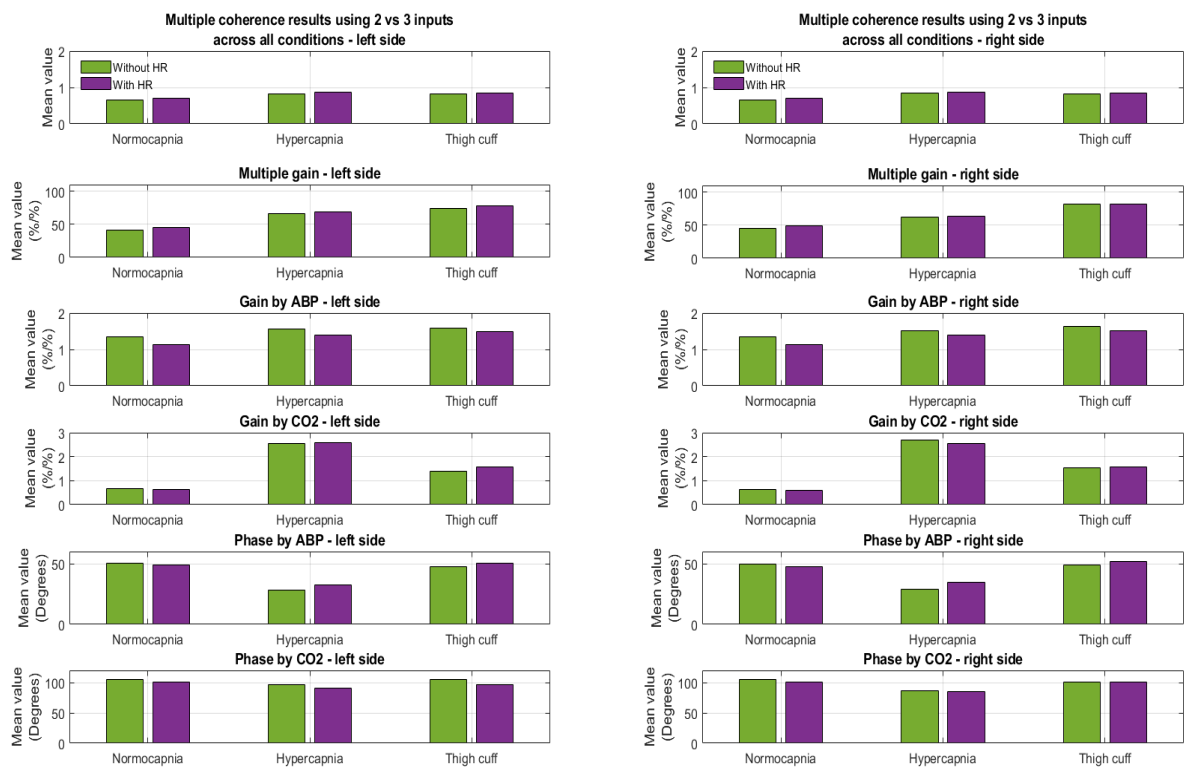 Multiple coherence results using 2 vs 3 inputs
across all conditions - left side
Mean value
2
1
0
Without HR
With HR
Normocapnia
Hypercapnia
Thigh cuff
Multiple gain - left side
Mean value
(%/%)
100
50
0
Normocapnia
Hypercapnia
Thigh cuff
Gain by ABP - left side
Mean value
(%/%)
2
1
0
Normocapnia
Hypercapnia
Thigh cuff
Gain by CO2 - left side
Mean value
(%/%)
3
2
1
0
Normocapnia
Hypercapnia
Thigh cuff
Phase by ABP - left side
Mean value
(Degrees)
50
0
Normocapnia
Hypercapnia
Thigh cuff
Phase by CO2 - left side
Mean value
(Degrees)
100
50
0
Normocapnia
Hypercapnia
Thigh cuff
Multiple coherence results using 2 vs 3 inputs
across all conditions - right side
Mean value
2
1
0
Without HR
With HR
Normocapnia
Hypercapnia
Thigh cuff
Multiple gain - right side
Mean value
(%/%)
100
50
0
Normocapnia
Hypercapnia
Thigh cuff
Gain by ABP - right side
Mean value
(%/%)
2
1
0
Normocapnia
Hypercapnia
Thigh cuff
Gain by CO2 - right side
Mean value
(%/%)
3
2
1
0
Normocapnia
Hypercapnia
Thigh cuff
Phase by ABP - right side
Mean value
(Degrees)
50
0
Normocapnia
Hypercapnia
Thigh cuff
Phase by CO2 - right side
Mean value
(Degrees)
100
50
0
Normocapnia
Hypercapnia
Thigh cuff